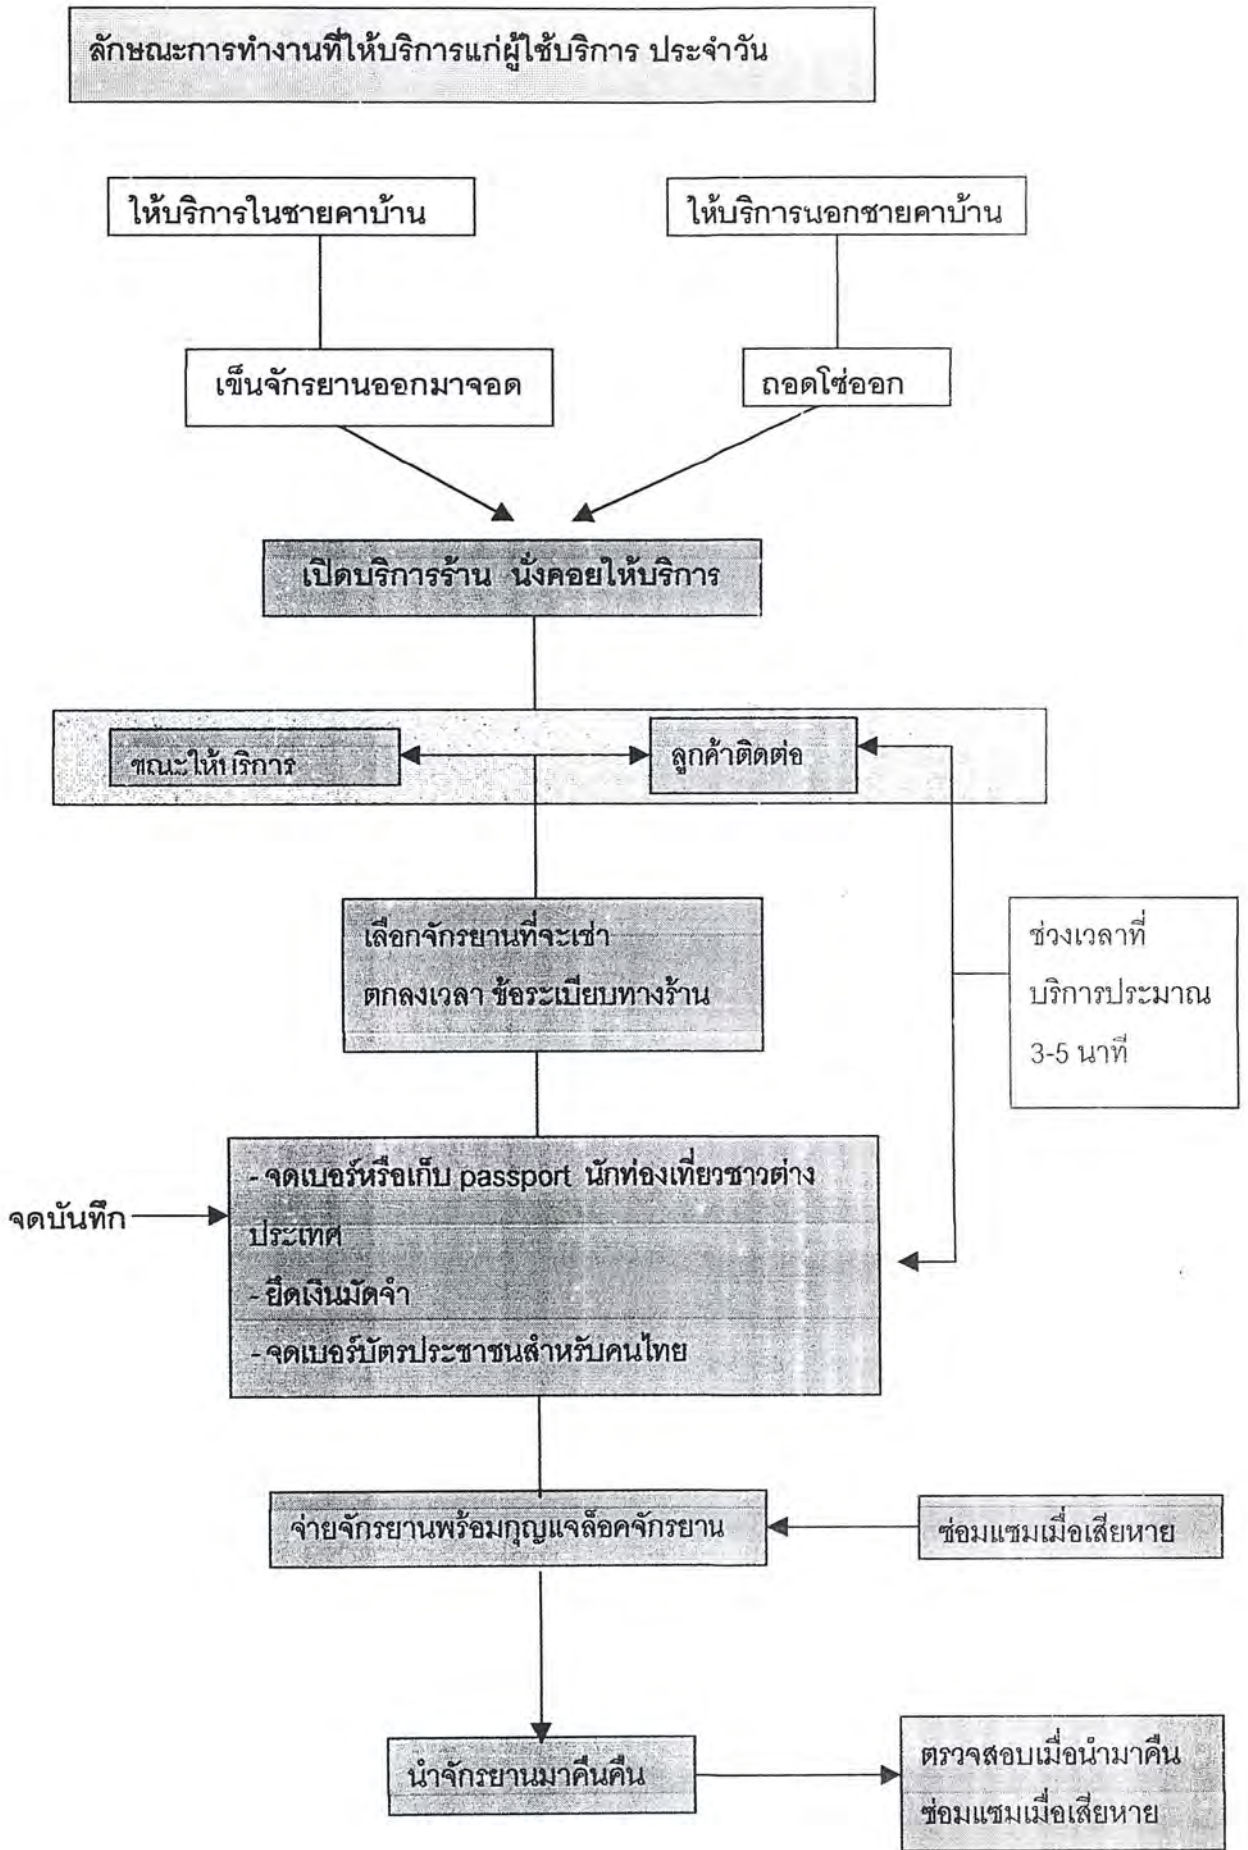 ลักษณะการทำงานที่ให้บริการแก่ผู้ใช้บริการ ประจำวัน
ให้บริการในชายคาบ้าน
ให้บริการนอกชายคาบ้าน
เข็นจักรยานออกมาจอด
ถอดโซ่ออก
เปิดบริการร้าน นั่งคอยให้บริการ
ขณะให้บริการ
ลูกค้าติดต่อ
เลือกจักรยานที่จะเช่า
ตกลงเวลา ข้อระเบียบทางร้าน
ช่วงเวลาที่
บริการประมาณ
3-5 นาที
จดบันทึก
- จดเบอร์หรือเก็บ passport นักท่องเที่ยวชาวต่าง
ประเทศ
- ยึดเงินมัดจำ
- จดเบอร์บัตรประชาชนสำหรับคนไทย
จ่ายจักรยานพร้อมกุญแจล็อคจักรยาน
ซ่อมแซมเมื่อเสียหาย
นำจักรยานมาคืนคืน
ตรวจสอบเมื่อนำมาคืน
ซ่อมแซมเมื่อเสียหาย